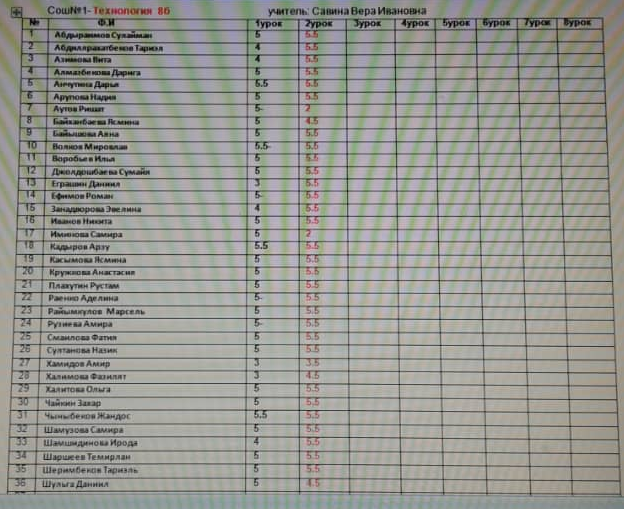 Сош№1- Технология 8б учитель: Савина Вера Ивановна
№ Ф.И 1урок 2урок 3урок 4урок 5урок 6урок 7урок 8урок
1 Абдыраимов Сулайман 5 5.5
2 Абдиллрахатбеков Тариэл 4 5.5
3 Азимова Вита 4 5.5
4 Алмазбекова Дарига 5 5.5
5 Анчутина Дарья 5.5 5.5
6 Арупова Надия 5 5.5
7 Аутов Ришат 5- 2
8 Байханбаева Ясмина 5 4.5
9 Байышова Аяна 5 5.5
10 Волков Мирослав 5.5- 5.5
11 Воробьев Илья 5 5.5
12 Джолдошбаева Сумайя 5 5.5
13 Еграшин Даниил 3 5.5
14 Ефимов Роман 5- 5.5
15 Занадворова Эвелина 4 5.5
16 Иванов Никита 5 5.5
17 Имикова Самира 5 2
18 Кадыров Арзу 5.5 5.5
19 Касымова Ясмина 5 5.5
20 Кружкова Анастасия 5 5.5
21 Плахутин Рустам 5 5.5
22 Раенко Аделина 5- 5.5
23 Райымкулов Марсель 5 5.5
24 Рузиева Амира 5- 5.5
25 Смаилова Фатия 5 5.5
26 Султанова Назик 5 5.5
27 Хамидов Амир 3 3.5
28 Халимова Фазилят 3 4.5
29 Халитова Ольга 5 5.5
30 Чайкин Захар 5 5.5
31 Чыныбеков Жандос 5.5 5.5
32 Шамузова Самира 5 5.5
33 Шамшидинова Ирода 4 5.5
34 Шаршеев Темирлан 5 5.5
35 Шеримбеков Тариэль 5 5.5
36 Шульга Даниил 5 4.5